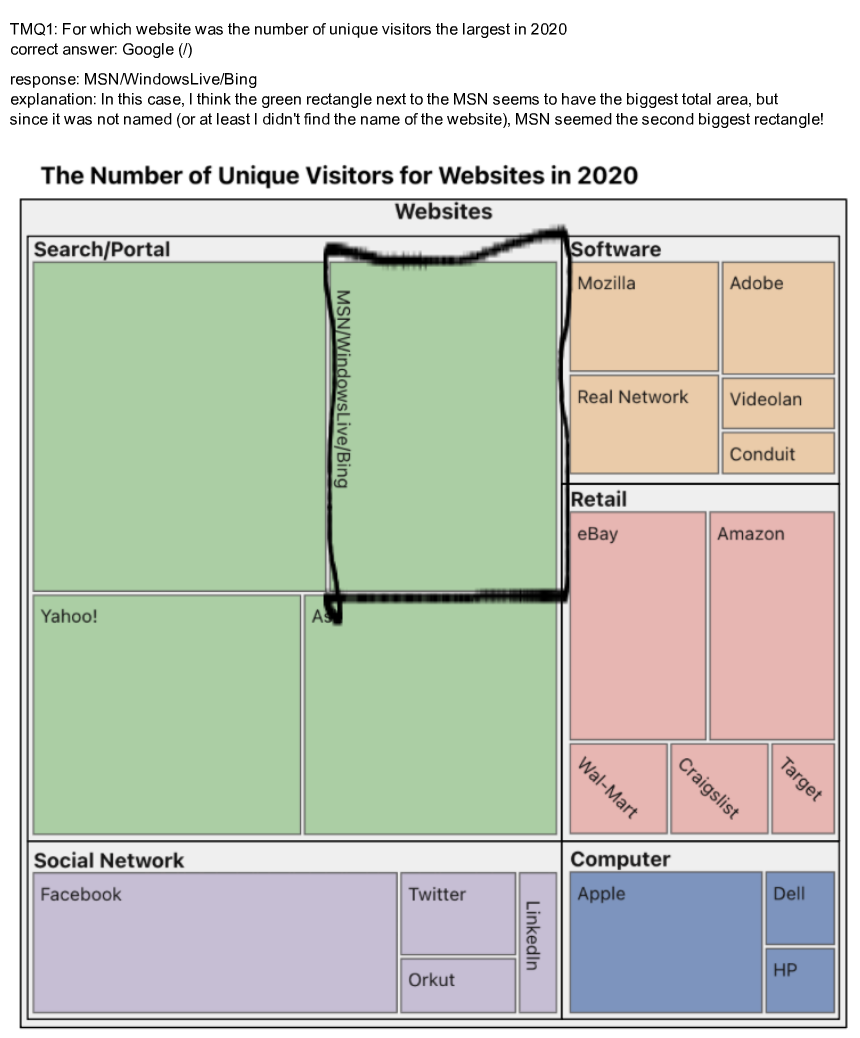 TMQ1: For which website was the number of unique visitors the largest in 2020
correct answer: Google (/)
response: MSN/WindowsLive/Bing
explanation: In this case, I think the green rectangle next to the MSN seems to have the biggest total area, but
since it was not named (or at least I didn't find the name of the website), MSN seemed the second biggest rectangle!
The Number of Unique Visitors for Websites in 2020
Websites
Search/Portal
MSN/WindowsLive/Bing
Yahoo!
Software
Mozilla
Adobe
Real Network
Videolan
Conduit
Retail
eBay
Amazon
Wal-Mart
Craigslist
Target
Social Network
Facebook
Twitter
LinkedIn
Orkut
Computer
Apple
Dell
HP